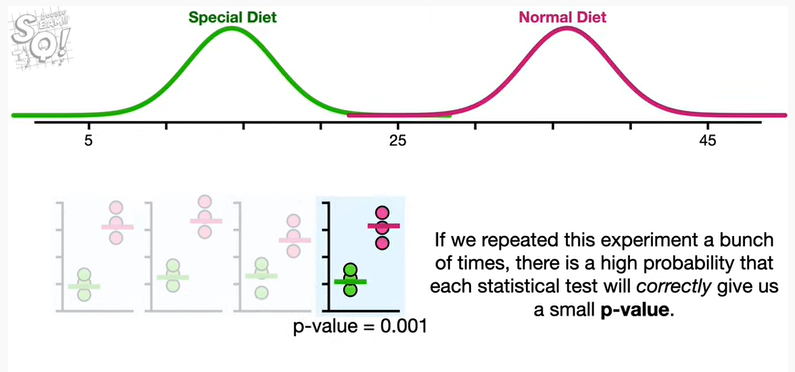 STATQUEST
Special Diet
Normal Diet
5
25
45
p-value = 0.001
If we repeated this experiment a bunch
of times, there is a high probability that
each statistical test will correctly give us
a small p-value.